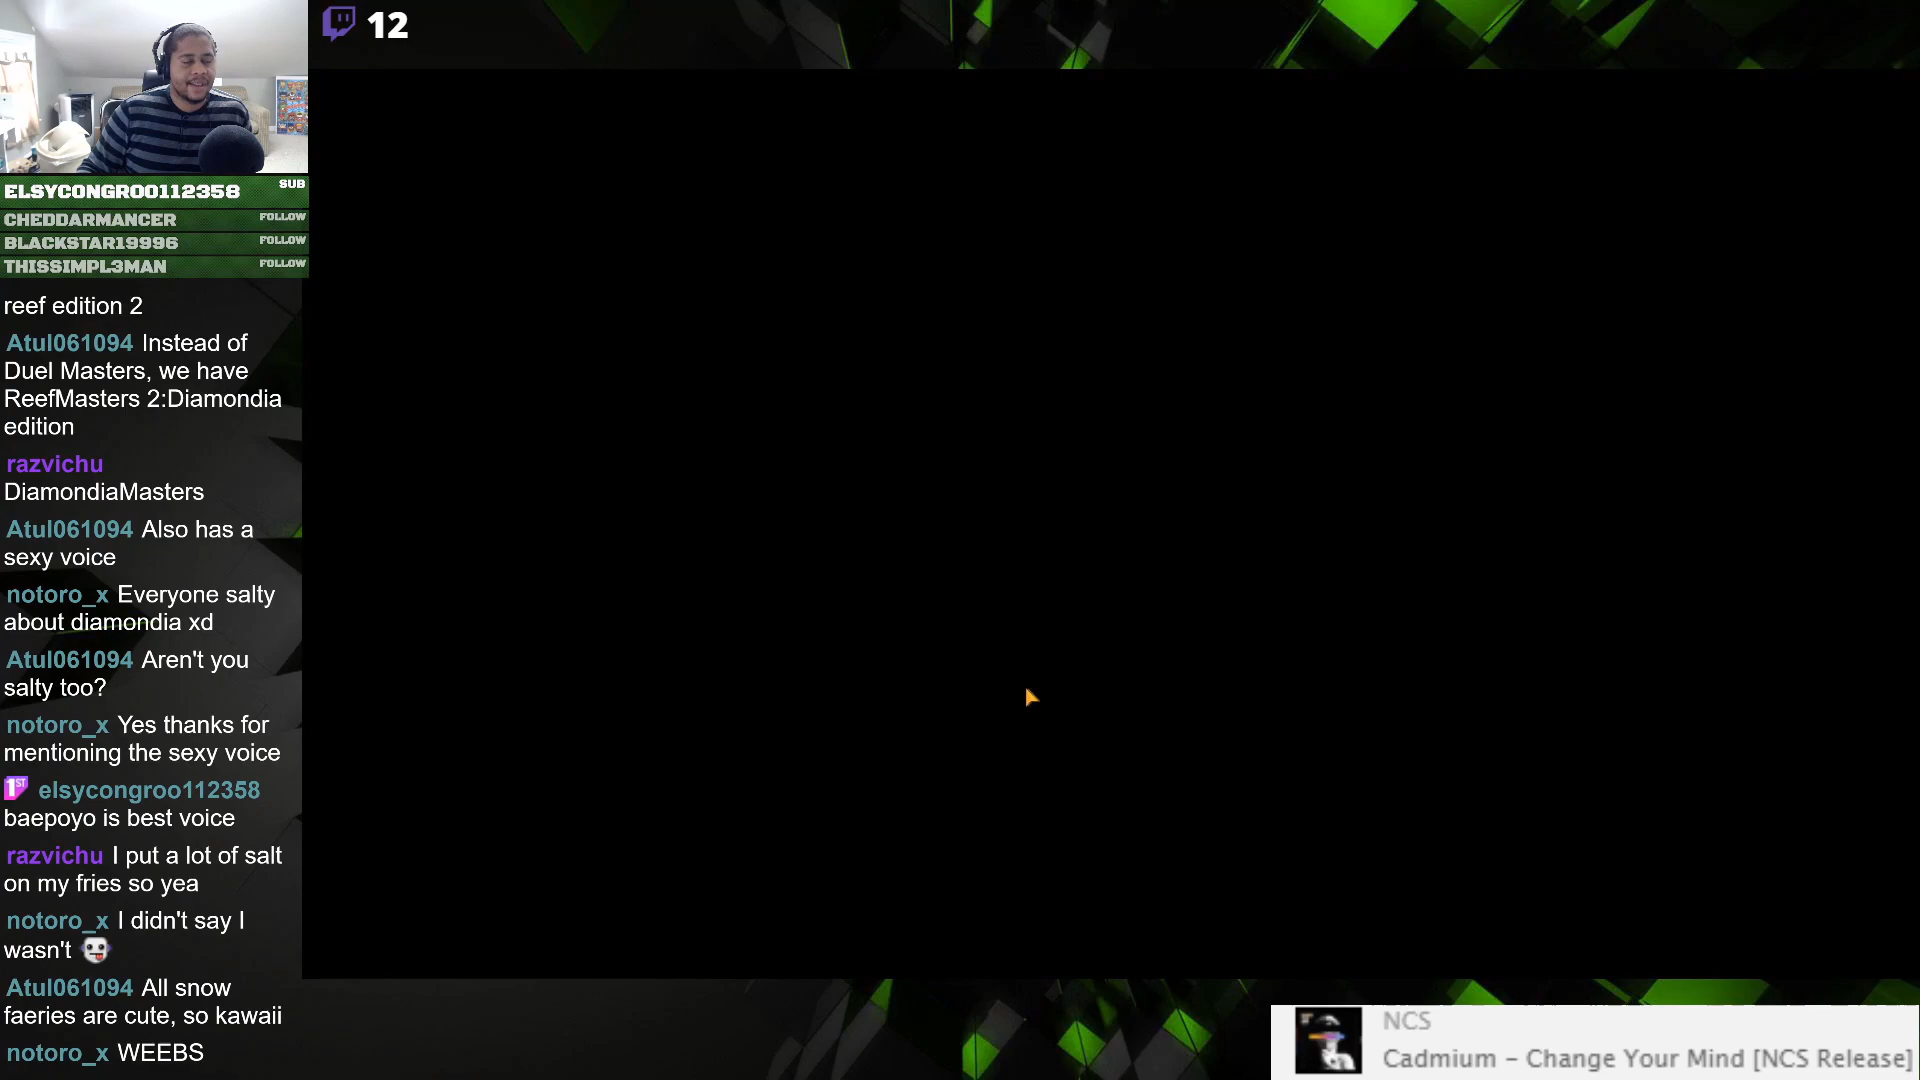 12
ELSYCONGROO112358 SUB
CHEDDARMANCER FOLLOW
BLACKSTAR19996 FOLLOW
THISSIMPL3MAN FOLLOW
reef edition 2
Atul061094 Instead of
Duel Masters, we have
ReefMasters 2:Diamondia
edition
razvichu
DiamondiaMasters
Atul061094 Also has a
sexy voice
notoro_x Everyone salty
about diamondia xd
Atul061094 Aren't you
salty too?
notoro_x Yes thanks for
mentioning the sexy voice
1ST elsycongroo112358
baepoyo is best voice
razvichu I put a lot of salt
on my fries so yea
notoro_x I didn't say I
wasn't
Atul061094 All snow
faeries are cute, so kawaii
notoro_x WEEBS
NCS
Cadmium – Change Your Mind [NCS Release]